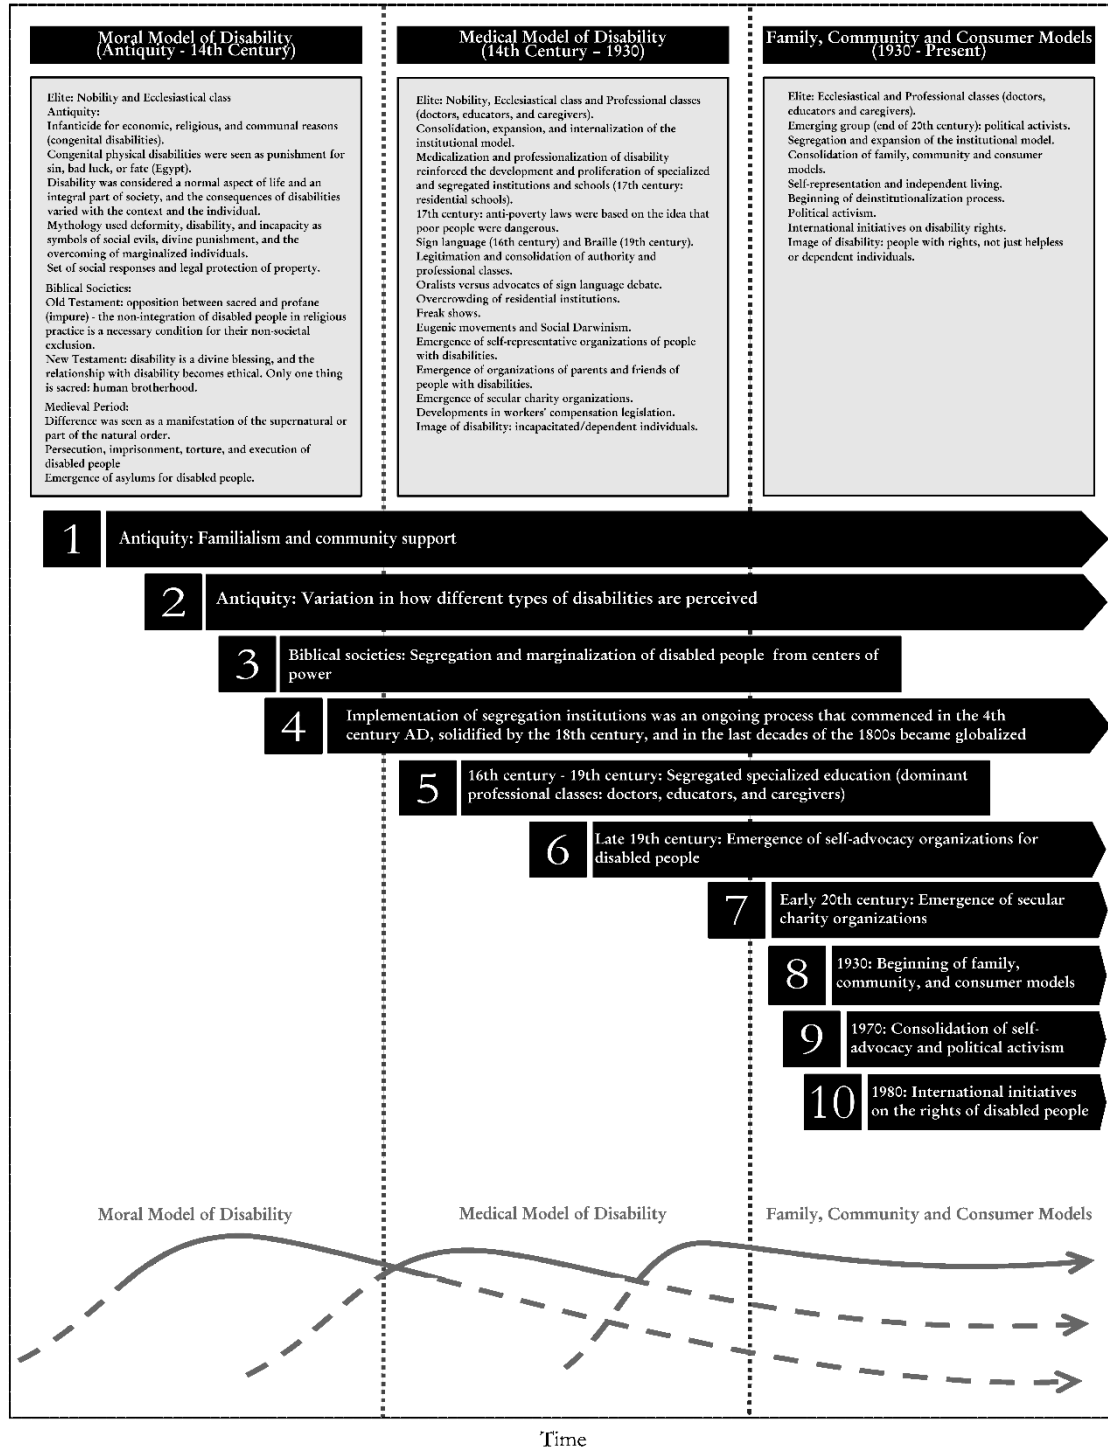 Moral Model of Disability
(Antiquity - 14th Century)
Elite: Nobility and Ecclesiastical class
Antiquity:
Infanticide for economic, religious, and communal reasons
(congenital disabilities).
Congenital physical disabilities were seen as punishment for
sin, bad luck, or fate (Egypt).
Disability was considered a normal aspect of life and an
integral part of society, and the consequences of disabilities
varied with the context and the individual.
Mythology used deformity, disability, and incapacity as
symbols of social evils, divine punishment, and the
overcoming of marginalized individuals.
Set of social responses and legal protection of property.
Biblical Societies:
Old Testament: opposition between sacred and profane
(impure) - the non-integration of disabled people in religious
practice is a necessary condition for their non-societal
exclusion.
New Testament: disability is a divine blessing, and the
relationship with disability becomes ethical. Only one thing
is sacred: human brotherhood.
Medieval Period:
Difference was seen as a manifestation of the supernatural or
part of the natural order.
Persecution, imprisonment, torture, and execution of
disabled people
Emergence of asylums for disabled people.
Medical Model of Disability
(14th Century – 1930)
Elite: Nobility, Ecclesiastical class and Professional classes
(doctors, educators, and caregivers).
Consolidation, expansion, and internalization of the
institutional model.
Medicalization and professionalization of disability
reinforced the development and proliferation of specialized
and segregated institutions and schools (17th century:
residential schools).
17th century: anti-poverty laws were based on the idea that
poor people were dangerous.
Sign language (16th century) and Braille (19th century).
Legitimation and consolidation of authority and
professional classes.
Oralists versus advocates of sign language debate.
Overcrowding of residential institutions.
Freak shows.
Eugenic movements and Social Darwinism.
Emergence of self-representative organizations of people
with disabilities.
Emergence of organizations of parents and friends of
people with disabilities.
Emergence of secular charity organizations.
Developments in workers' compensation legislation.
Image of disability: incapacitated/dependent individuals.
Family, Community and Consumer Models
(1930 - Present)
Elite: Ecclesiastical and Professional classes (doctors,
educators and caregivers).
Emerging group (end of 20th century): political activists.
Segregation and expansion of the institutional model.
Consolidation of family, community and consumer
models.
Self-representation and independent living.
Beginning of deinstitutionalization process.
Political activism.
International initiatives on disability rights.
Image of disability: people with rights, not just helpless
or dependent individuals.
1 Antiquity: Familialism and community support
2 Antiquity: Variation in how different types of disabilities are perceived
3 Biblical societies: Segregation and marginalization of disabled people from centers of
power
4 Implementation of segregation institutions was an ongoing process that commenced in the 4th
century AD, solidified by the 18th century, and in the last decades of the 1800s became globalized
5 16th century - 19th century: Segregated specialized education (dominant
professional classes: doctors, educators, and caregivers)
6 Late 19th century: Emergence of self-advocacy organizations for
disabled people
7 Early 20th century: Emergence of secular
charity organizations
8 1930: Beginning of family,
community, and consumer models
9 1970: Consolidation of self-
advocacy and political activism
10 1980: International initiatives
on the rights of disabled people
Moral Model of Disability
Medical Model of Disability
Family, Community and Consumer Models
Time